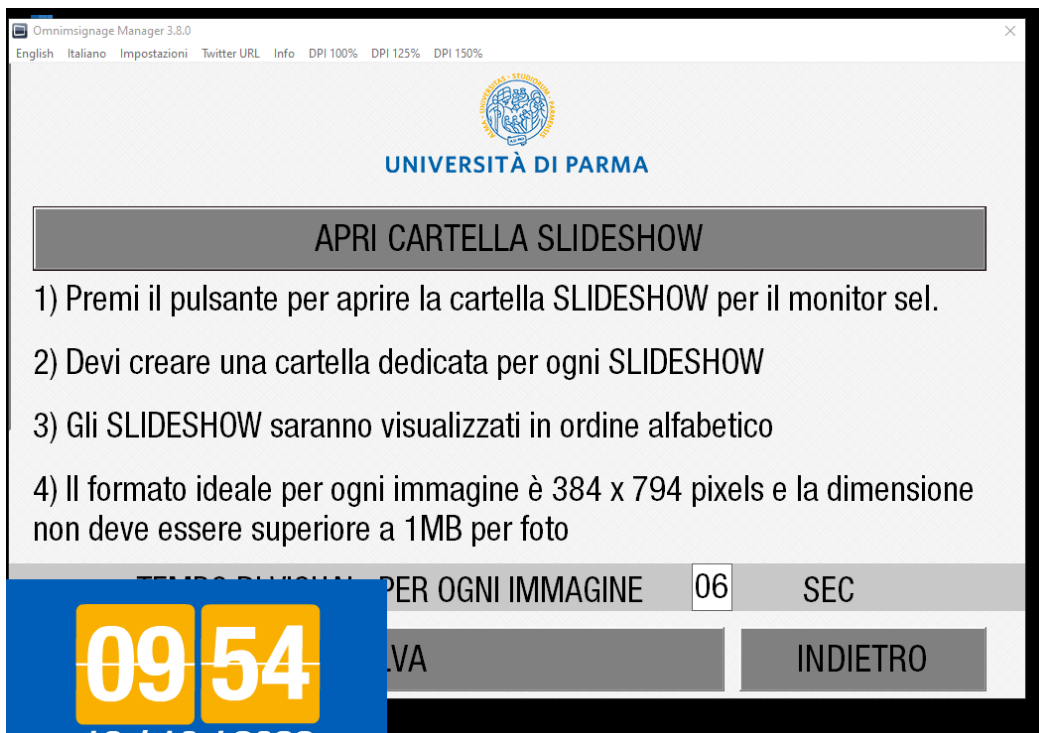 Omnimsignage Manager 3.8.0
English Italiano Impostazioni Twitter URL Info DPI 100% DPI 125% DPI 150%
UNIVERSITÀ DI PARMA
APRI CARTELLA SLIDESHOW
1) Premi il pulsante per aprire la cartella SLIDESHOW per il monitor sel.
2) Devi creare una cartella dedicata per ogni SLIDESHOW
3) Gli SLIDESHOW saranno visualizzati in ordine alfabetico
4) Il formato ideale per ogni immagine è 384 x 794 pixels e la dimensione
non deve essere superiore a 1MB per foto
PER OGNI IMMAGINE 06 SEC
09 54
INDIETRO